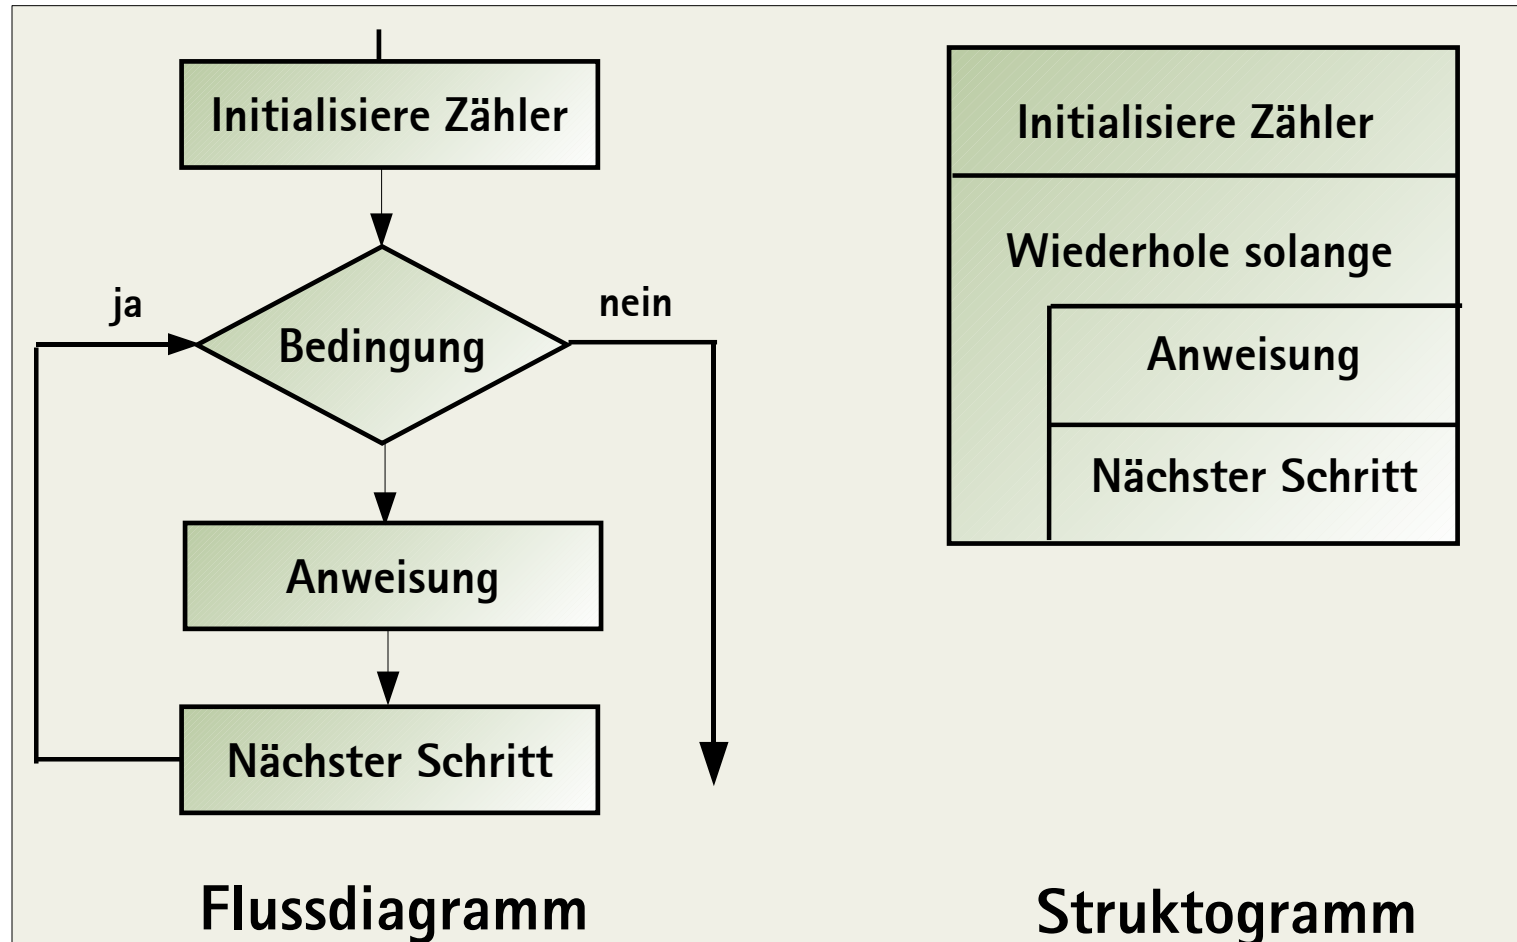 Initialisiere Zähler
ja
nein
Bedingung
Anweisung
Nächster Schritt
Flussdiagramm
Initialisiere Zähler
Wiederhole solange
Anweisung
Nächster Schritt
Struktogramm